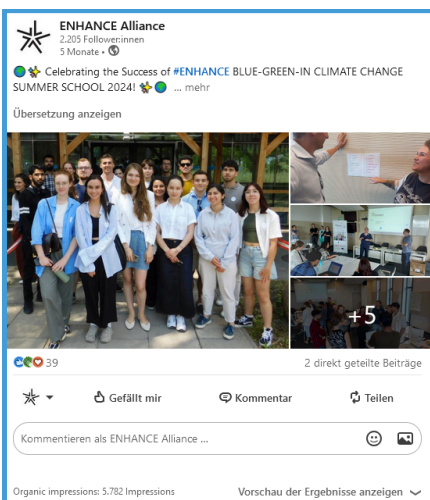 ENHANCE Alliance
2.205 Follower:innen
5 Monate •
Celebrating the Success of #ENHANCE BLUE-GREEN-IN CLIMATE CHANGE
SUMMER SCHOOL 2024! ... mehr
Übersetzung anzeigen
+5
39
2 direkt geteilte Beiträge
Gefällt mir
Kommentar
Teilen
Kommentieren als ENHANCE Alliance ...
Organic impressions: 5.782 Impressions
Vorschau der Ergebnisse anzeigen